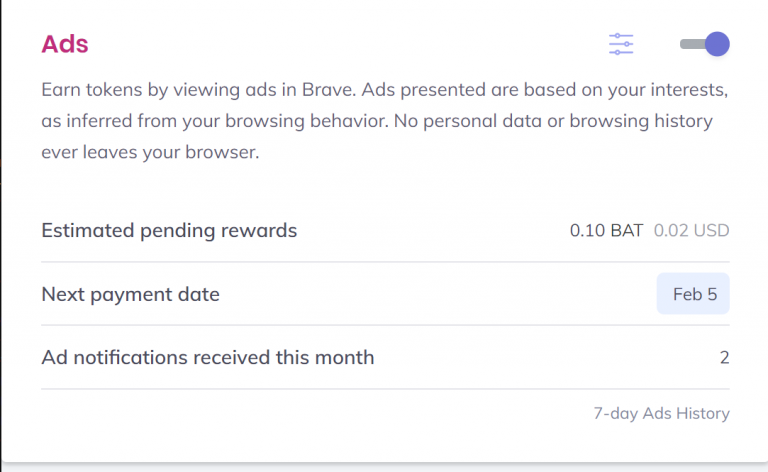 Ads
Earn tokens by viewing ads in Brave. Ads presented are based on your interests,
as inferred from your browsing behavior. No personal data or browsing history
ever leaves your browser.
Estimated pending rewards 0.10 BAT 0.02 USD
Next payment date Feb 5
Ad notifications received this month 2
7-day Ads History